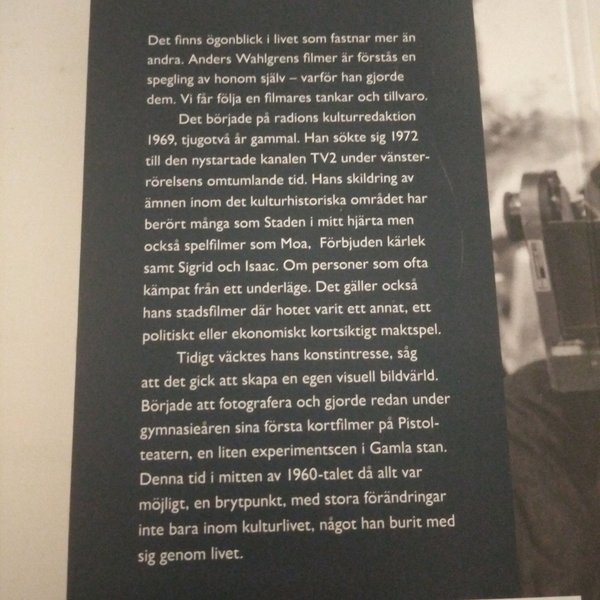 Det finns ögonblick i livet som fastnar mer än
andra. Anders Wahlgrens filmer är förstås en
spegling av honom själv – varför han gjorde
dem. Vi får följa en filmares tankar och tillvaro.
Det började på radions kulturredaktion
1969, tjugotvå år gammal. Han sökte sig 1972
till den nystartade kanalen TV2 under vänster-
rörelsens omtumlande tid. Hans skildring av
ämnen inom det kulturhistoriska området har
berört många som Staden i mitt hjärta men
också spelfilmer som Moa, Förbjuden kärlek
samt Sigrid och Isaac. Om personer som ofta
kämpat från ett underläge. Det gäller också
hans stadsfilmer där hotet varit ett annat, ett
politiskt eller ekonomiskt kortsiktigt maktspel.
Tidigt väcktes hans konstintresse, såg
att det gick att skapa en egen visuell bildvärld.
Började att fotografera och gjorde redan under
gymnasieåren sina första kortfilmer på Pistol-
teatern, en liten experimentscen i Gamla stan.
Denna tid i mitten av 1960-talet då allt var
möjligt, en brytpunkt, med stora förändringar
inte bara inom kulturlivet, något han burit med
sig genom livet.